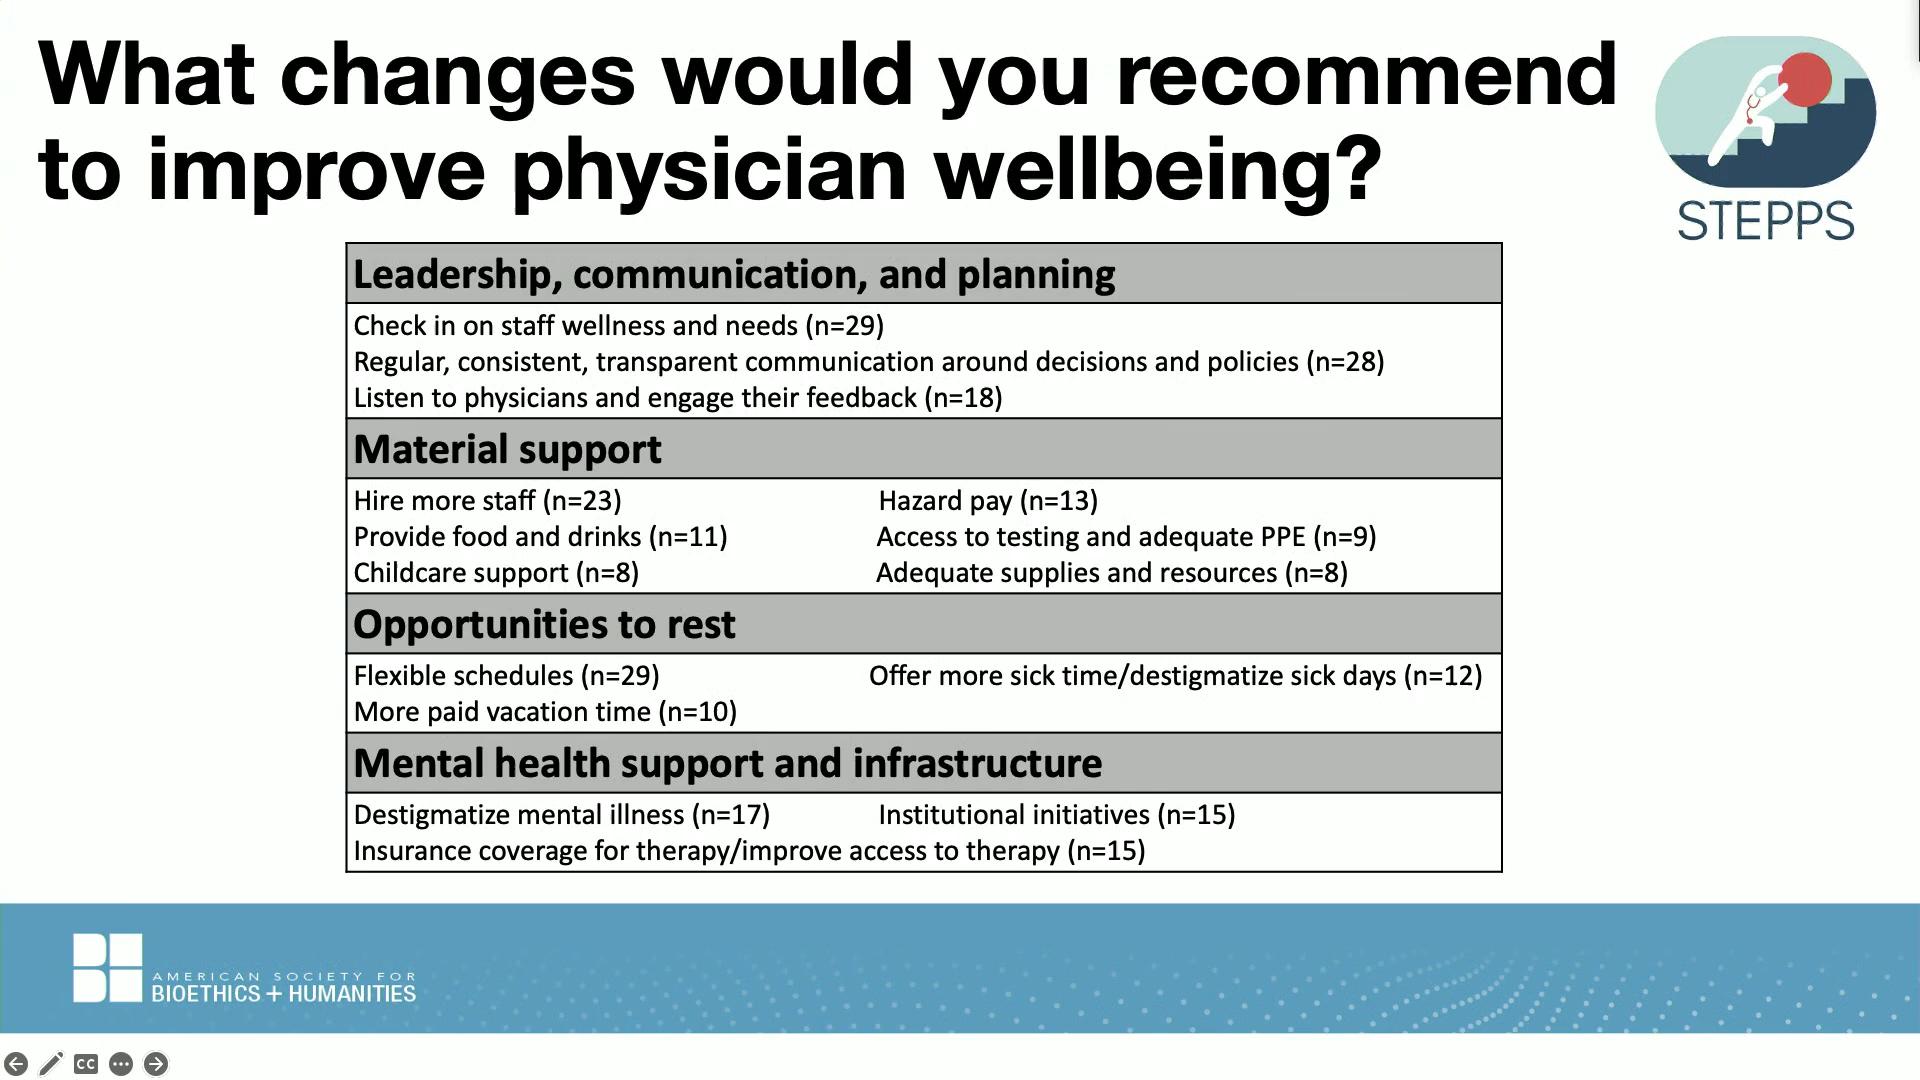 What changes would you recommend
to improve physician wellbeing?
STEPPS
Leadership, communication, and planning
Check in on staff wellness and needs (n=29)
Regular, consistent, transparent communication around decisions and policies (n=28)
Listen to physicians and engage their feedback (n=18)
Material support
Hire more staff (n=23) Hazard pay (n=13)
Provide food and drinks (n=11) Access to testing and adequate PPE (n=9)
Childcare support (n=8) Adequate supplies and resources (n=8)
Opportunities to rest
Flexible schedules (n=29) Offer more sick time/destigmatize sick days (n=12)
More paid vacation time (n=10)
Mental health support and infrastructure
Destigmatize mental illness (n=17) Institutional initiatives (n=15)
Insurance coverage for therapy/improve access to therapy (n=15)
AMERICAN SOCIETY FOR
BIOETHICS + HUMANITIES
CC